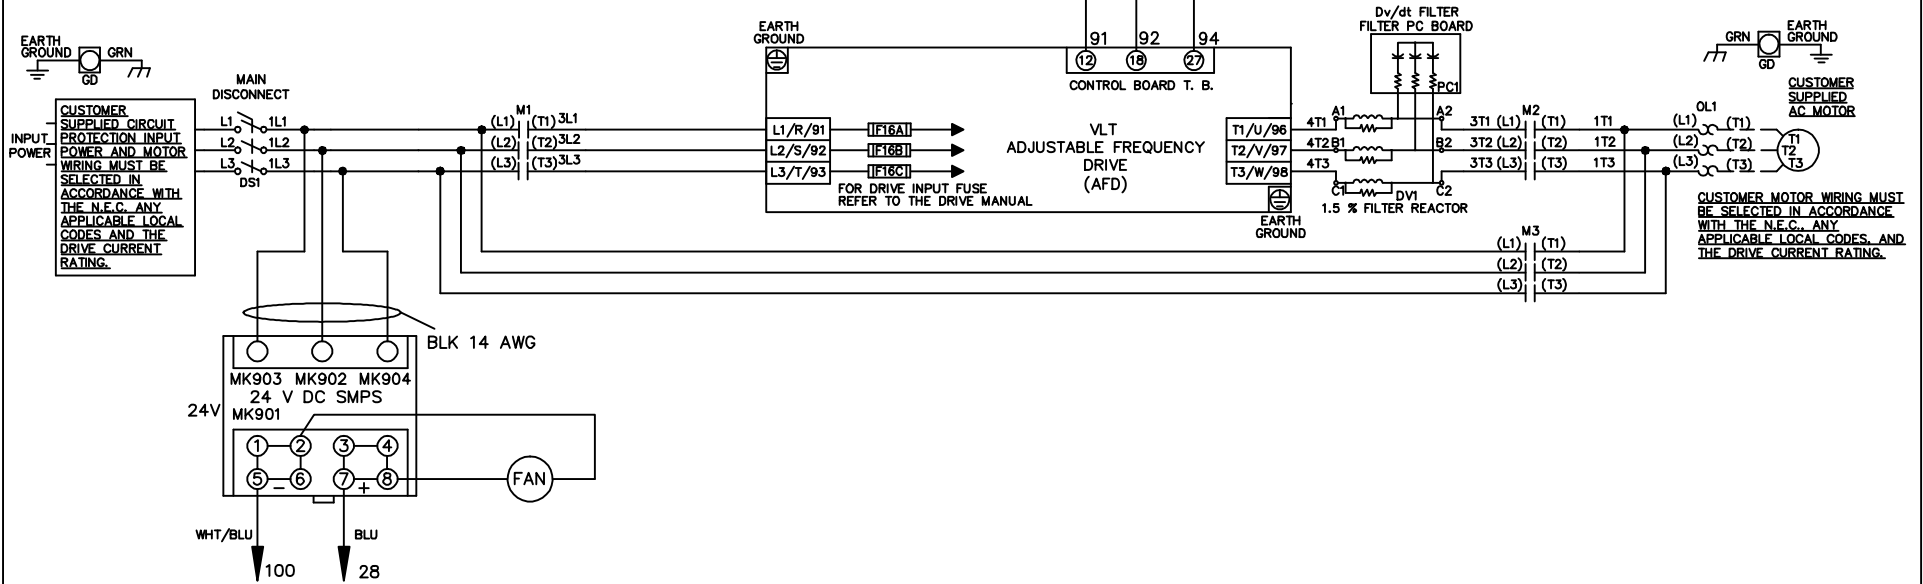 EARTH
GROUND
GRN
GD
CUSTOMER
SUPPLIED CIRCUIT
PROTECTION INPUT
POWER AND MOTOR
WIRING MUST BE
SELECTED IN
ACCORDANCE WITH
THE N.E.C. ANY
APPLICABLE LOCAL
CODES AND THE
DRIVE CURRENT
RATING.
INPUT
POWER
MAIN
DISCONNECT
L1 1L1
L2 1L2
L3 1L3
DS1
M1
(L1) (T1) 3L1
(L2) (T2) 3L2
(L3) (T3) 3L3
EARTH
GROUND
L1/R/91
L2/S/92
L3/T/93
F16A
F16B
F16C
FOR DRIVE INPUT FUSE
REFER TO THE DRIVE MANUAL
91 92 94
12 18 27
CONTROL BOARD T. B.
VLT
ADJUSTABLE FREQUENCY
DRIVE
(AFD)
T1/U/96
T2/V/97
T3/W/98
EARTH
GROUND
Dv/dt FILTER
FILTER PC BOARD
PC1
4T1 A1 A2
4T2 B1 B2
4T3 C1 C2
DV1
1.5 % FILTER REACTOR
M2
3T1 (L1) (T1) 1T1
3T2 (L2) (T2) 1T2
3T3 (L3) (T3) 1T3
M3
(L1) (T1)
(L2) (T2)
(L3) (T3)
OL1
(L1) (T1)
(L2) (T2)
(L3) (T3)
T1
T2
T3
GRN
GD
EARTH
GROUND
CUSTOMER
SUPPLIED
AC MOTOR
CUSTOMER MOTOR WIRING MUST
BE SELECTED IN ACCORDANCE
WITH THE N.E.C., ANY
APPLICABLE LOCAL CODES, AND
THE DRIVE CURRENT RATING.
BLK 14 AWG
MK903 MK902 MK904
24 V DC SMPS
24V MK901
1 2 3 4
5 6 7 8
- +
FAN
WHT/BLU
BLU
100
28